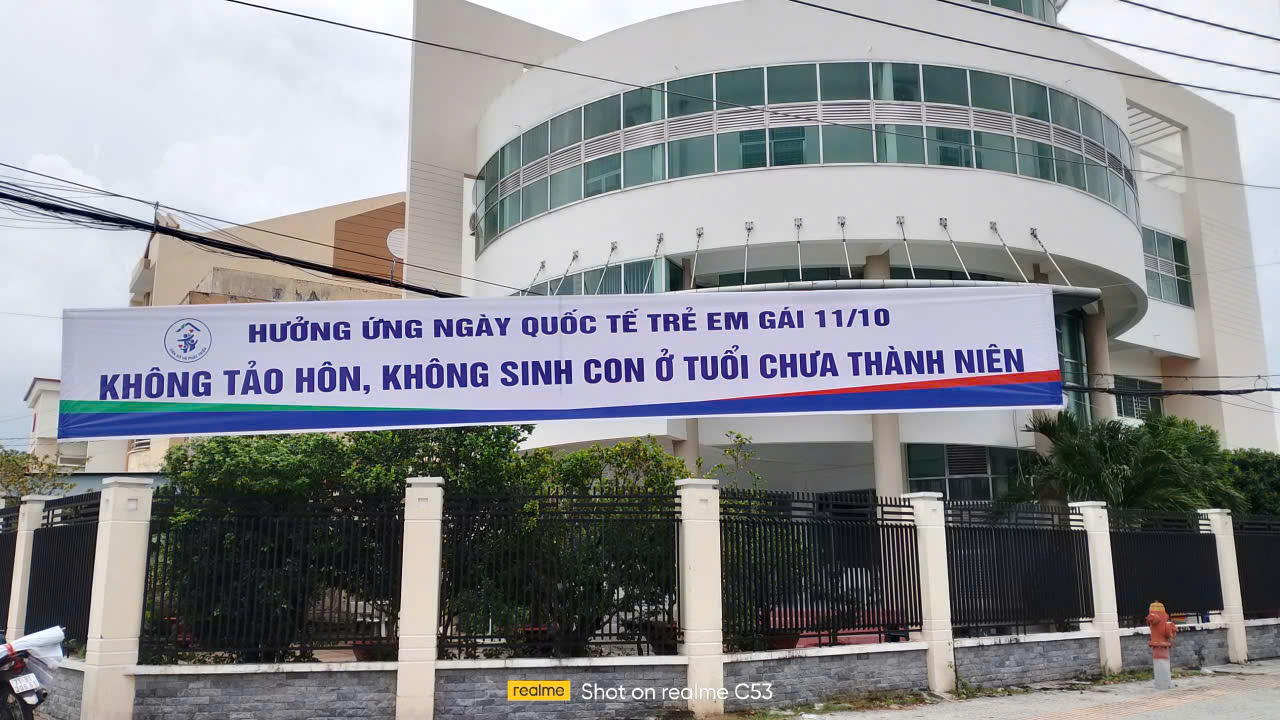 HƯỞNG ỨNG NGÀY QUỐC TẾ TRẺ EM GÁI 11/10
KHÔNG TẢO HÔN, KHÔNG SINH CON Ở TUỔI CHƯA THÀNH NIÊN
realme Shot on realme C53